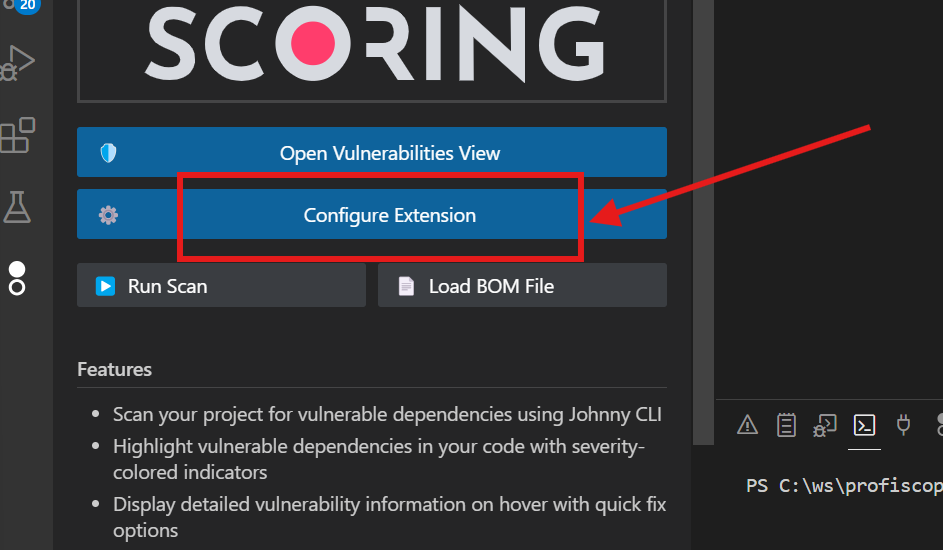 20
SCORING
Open Vulnerabilities View
Configure Extension
Run Scan
Load BOM File
Features
• Scan your project for vulnerable dependencies using Johnny CLI
• Highlight vulnerable dependencies in your code with severity-
colored indicators
• Display detailed vulnerability information on hover with quick fix
options
PS C:\ws\profiscop